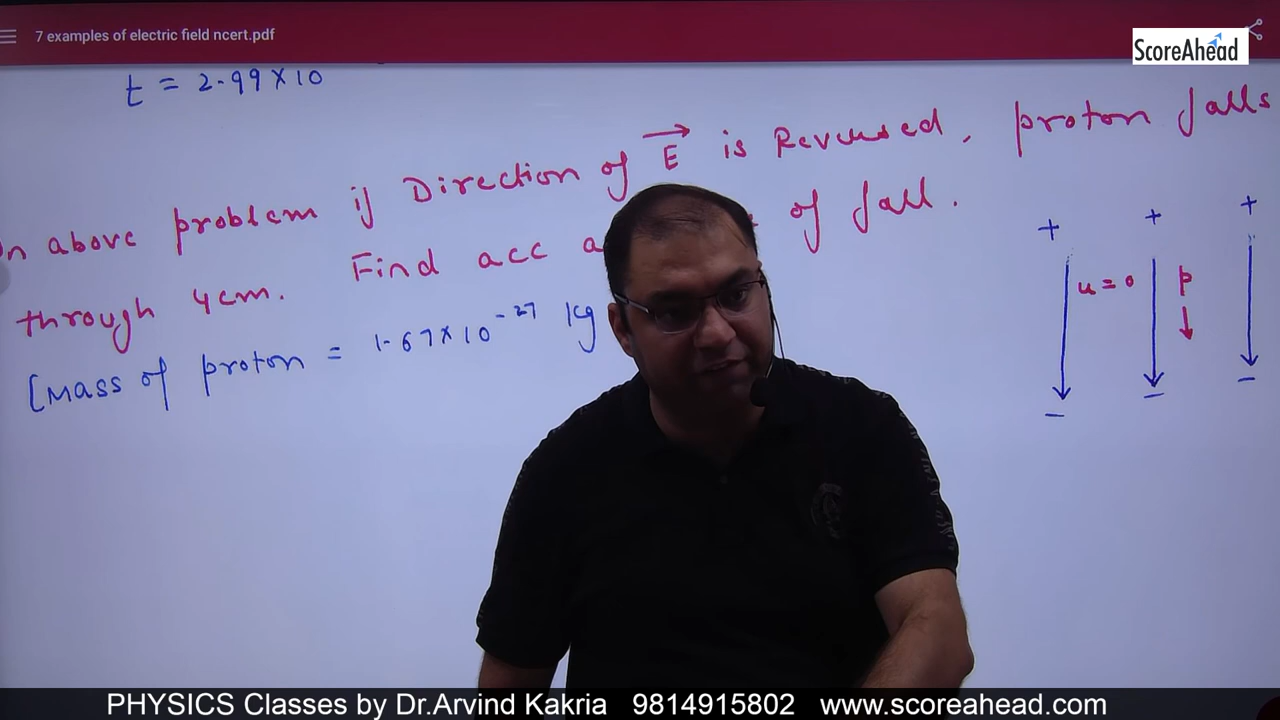 7 examples of electric field ncert.pdf
ScoreAhead
t = 2.99 × 10
above problem if Direction of E⃗ is Reversed, proton falls
through 4cm. Find acc of fall.
[Mass of proton = 1.67×10⁻²⁷ kg
+ + +
u = 0 p
− − −
PHYSICS Classes by Dr.Arvind Kakria 9814915802 www.scoreahead.com